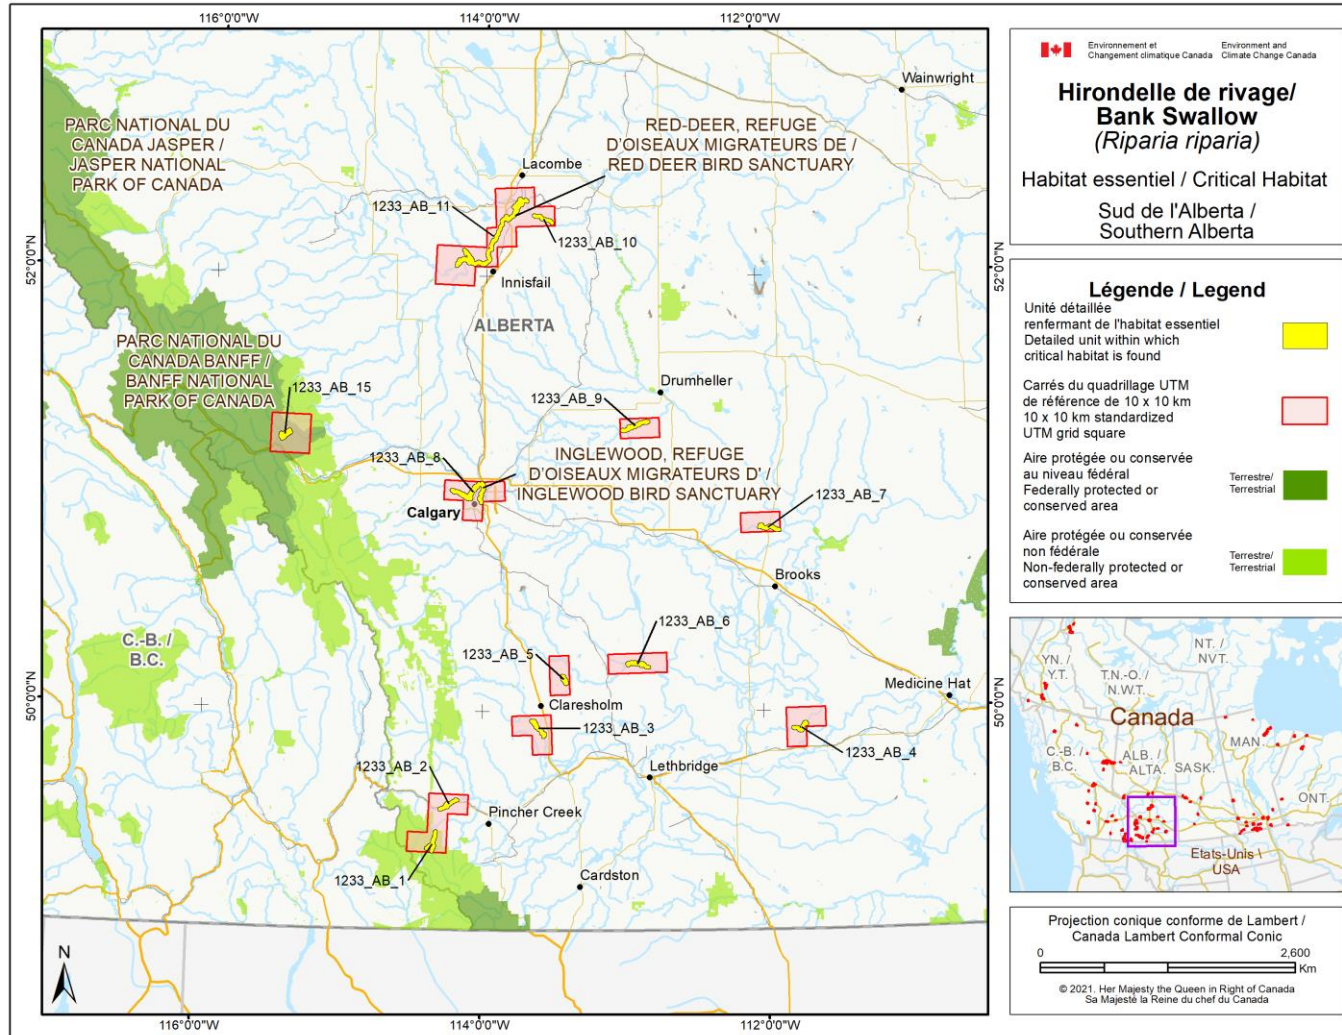 116°0'0"W
114°0'0"W
112°0'0"W
Wainwright
PARC NATIONAL DU
CANADA JASPER /
JASPER NATIONAL
PARK OF CANADA
RED-DEER, REFUGE
D'OISEAUX MIGRATEURS DE /
RED DEER BIRD SANCTUARY
Lacombe
1233_AB_11
1233_AB_10
52°0'0"N
52°0'0"N
Innisfail
ALBERTA
PARC NATIONAL DU
CANADA BANFF /
BANFF NATIONAL
PARK OF CANADA
1233_AB_15
Drumheller
1233_AB_9
INGLEWOOD, REFUGE
D'OISEAUX MIGRATEURS D' /
INGLEWOOD BIRD SANCTUARY
1233_AB_8
Calgary
1233_AB_7
Brooks
C.-B. /
B.C.
1233_AB_6
1233_AB_5
Medicine Hat
50°0'0"N
50°0'0"N
Claresholm
1233_AB_3
1233_AB_4
1233_AB_2
Lethbridge
Pincher Creek
1233_AB_1
Cardston
N
116°0'0"W
114°0'0"W
112°0'0"W
Environnement et
Changement climatique Canada
Environment and
Climate Change Canada
Hirondelle de rivage/
Bank Swallow
(Riparia riparia)
Habitat essentiel / Critical Habitat
Sud de l'Alberta /
Southern Alberta
Légende / Legend
Unité détaillée
renfermant de l'habitat essentiel
Detailed unit within which
critical habitat is found
Carrés du quadrillage UTM
de référence de 10 x 10 km
10 x 10 km standardized
UTM grid square
Aire protégée ou conservée
au niveau fédéral
Federally protected or
conserved area
Terrestre/
Terrestrial
Aire protégée ou conservée
non fédérale
Non-federally protected or
conserved area
Terrestre/
Terrestrial
YN. /
Y.T.
T.N.-O. /
N.W.T.
NT. /
NVT.
Canada
C.-B. /
B.C.
ALB. /
ALTA.
SASK.
MAN.
ONT.
Etats-Unis \
USA
Projection conique conforme de Lambert /
Canada Lambert Conformal Conic
0
2,600
Km
© 2021. Her Majesty the Queen in Right of Canada
Sa Majesté la Reine du chef du Canada